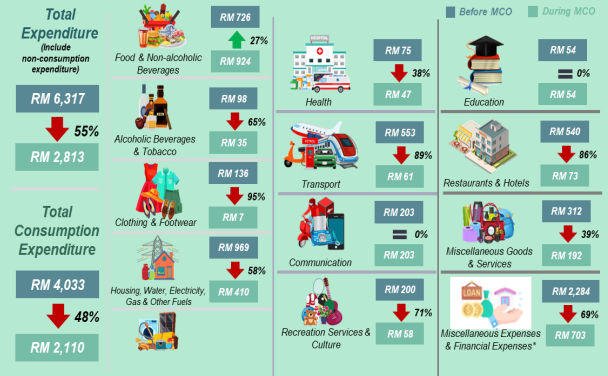 Before MCO
During MCO
Total
Expenditure
(Include
non-consumption
expenditure)
RM 6,317
55%
RM 2,813
Total
Consumption
Expenditure
RM 4,033
48%
RM 2,110
RM 726
27%
RM 924
Food & Non-alcoholic
Beverages
RM 98
65%
RM 35
Alcoholic Beverages
& Tobacco
RM 136
95%
RM 7
Clothing & Footwear
RM 969
58%
RM 410
Housing, Water, Electricity,
Gas & Other Fuels
RM 75
38%
RM 47
Health
RM 553
89%
RM 61
Transport
RM 203
0%
RM 203
Communication
RM 200
71%
RM 58
Recreation Services &
Culture
RM 54
0%
RM 54
Education
RM 540
86%
RM 73
Restaurants & Hotels
RM 312
39%
RM 192
Miscellaneous Goods
& Services
LOAN
RM 2,284
69%
RM 703
Miscellaneous Expenses
& Financial Expenses*